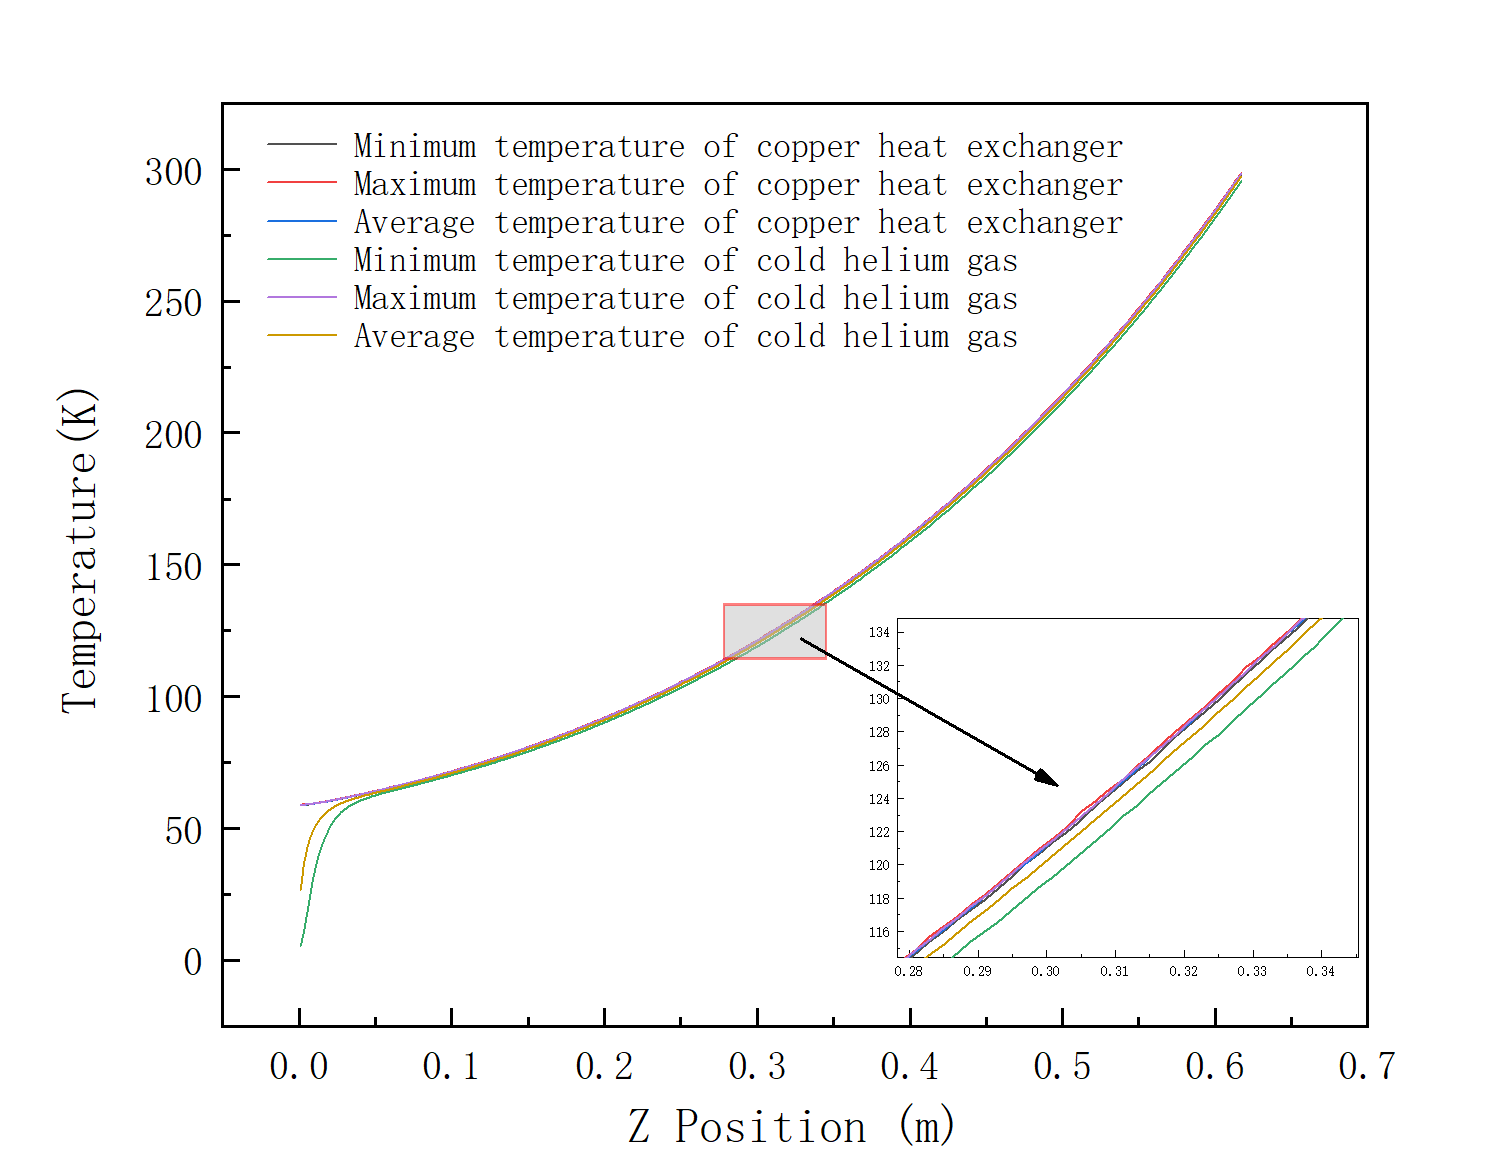 Minimum temperature of copper heat exchanger
Maximum temperature of copper heat exchanger
Average temperature of copper heat exchanger
Minimum temperature of cold helium gas
Maximum temperature of cold helium gas
Average temperature of cold helium gas
Temperature(K)
300
250
200
150
100
50
0
134
132
130
128
126
124
122
120
118
116
0.28 0.29 0.30 0.31 0.32 0.33 0.34
0.0 0.1 0.2 0.3 0.4 0.5 0.6 0.7
Z Position (m)